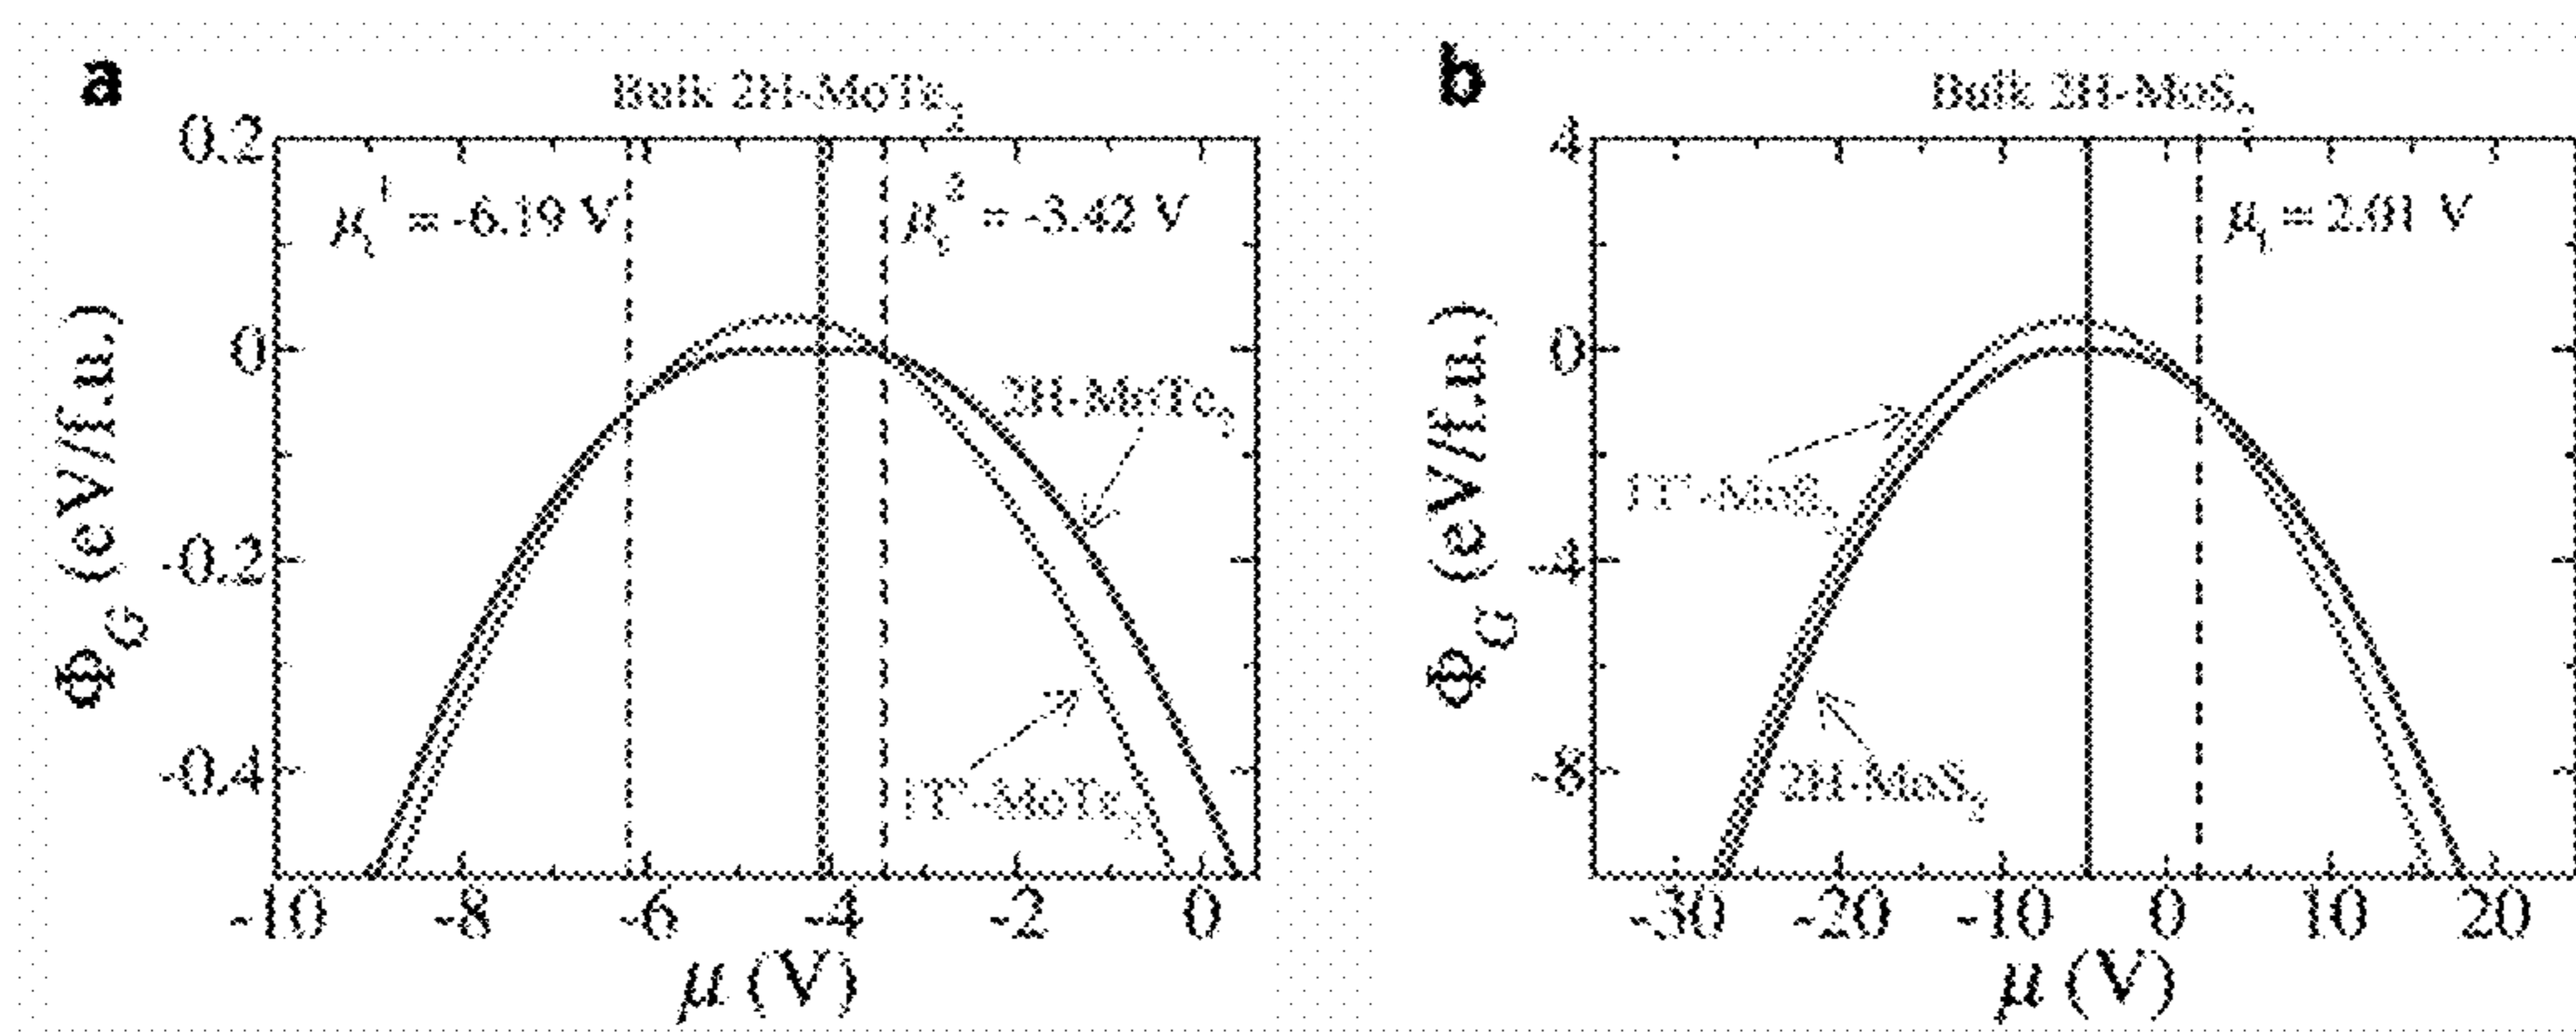 a
Bulk 2H-MoTe2
0.2
0
-0.2
-0.4
ΦG (eV/f.u.)
μt1 = -6.19 V
μt2 = -3.42 V
2H-MoTe2
1T'-MoTe2
-10 -8 -6 -4 -2 0
μ (V)
b
Bulk 2H-MoS2
4
0
-4
-8
ΦG (eV/f.u.)
μt = 2.01 V
1T'-MoS2
2H-MoS2
-30 -20 -10 0 10 20
μ (V)